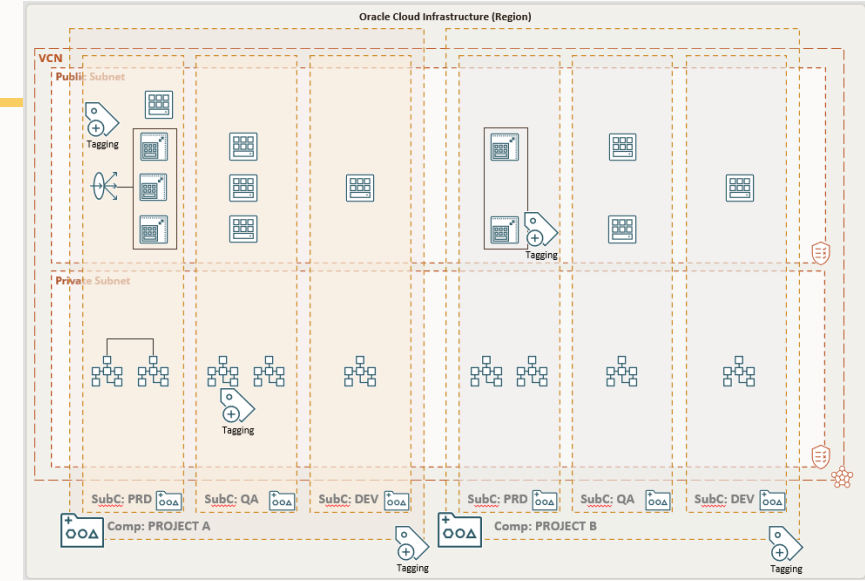 Oracle Cloud Infrastructure (Region)
VCN
Public Subnet
Tagging
Tagging
Private Subnet
Tagging
SubC: PRD
SubC: QA
SubC: DEV
SubC: PRD
SubC: QA
SubC: DEV
Comp: PROJECT A
Comp: PROJECT B
Tagging
Tagging